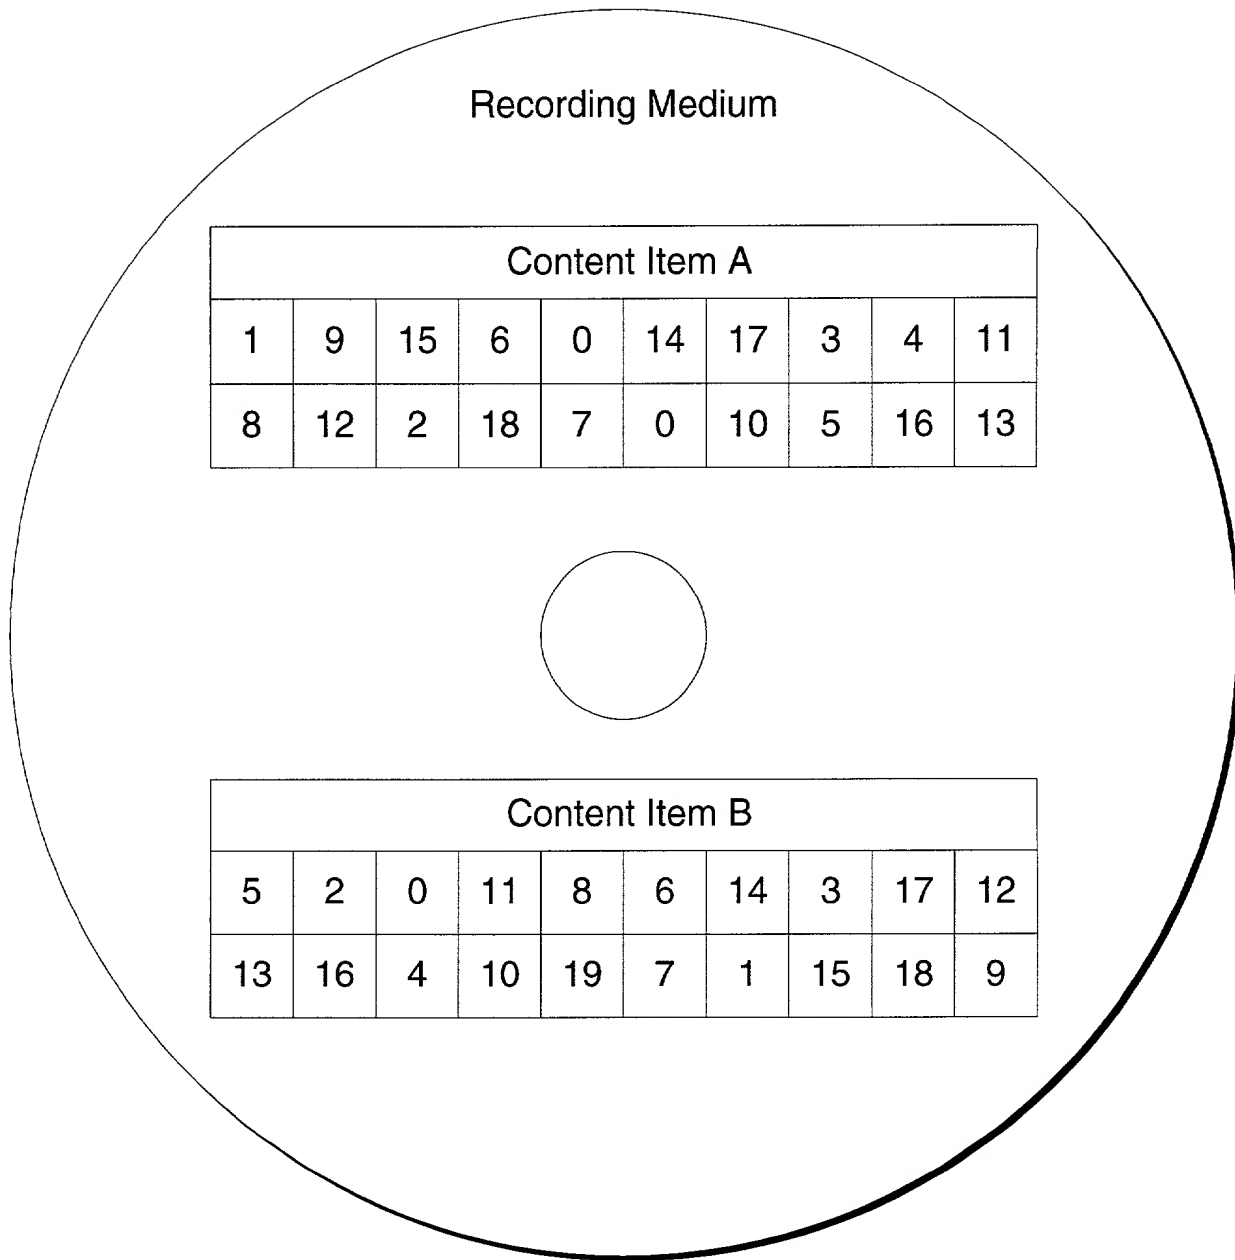 Recording Medium
Content Item A
1 9 15 6 0 14 17 3 4 11
8 12 2 18 7 0 10 5 16 13
Content Item B
5 2 0 11 8 6 14 3 17 12
13 16 4 10 19 7 1 15 18 9